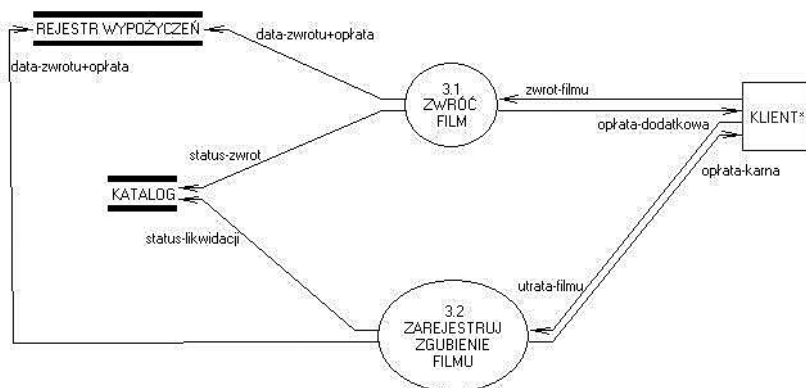 REJESTR WYPOŻYCZEŃ
data-zwrotu+opłata
data-zwrotu+opłata
3.1
ZWRÓĆ
FILM
zwrot-filmu
opłata-dodatkowa
KLIENT*
opłata-karna
status-zwrot
KATALOG
status-likwidacji
utrata-filmu
3.2
ZAREJESTRUJ
ZGUBIENIE
FILMU